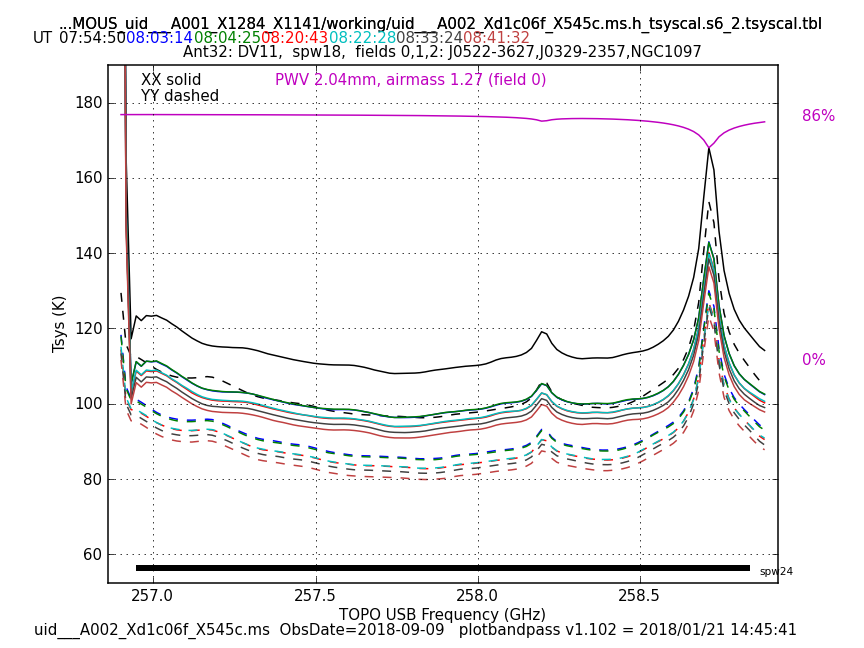 ...MOUS_uid___A001_X1284_X1141/working/uid___A002_Xd1c06f_X545c.ms.h_tsyscal.s6_2.tsyscal.tbl
UT 07:54:50 08:03:14 08:04:25 08:20:43 08:22:28 08:33:24 08:41:32
Ant32: DV11, spw18, fields 0,1,2: J0522-3627,J0329-2357,NGC1097
XX solid
YY dashed
PWV 2.04mm, airmass 1.27 (field 0)
86%
0%
Tsys (K)
180
160
140
120
100
80
60
spw24
257.0 257.5 258.0 258.5
TOPO USB Frequency (GHz)
uid___A002_Xd1c06f_X545c.ms ObsDate=2018-09-09 plotbandpass v1.102 = 2018/01/21 14:45:41